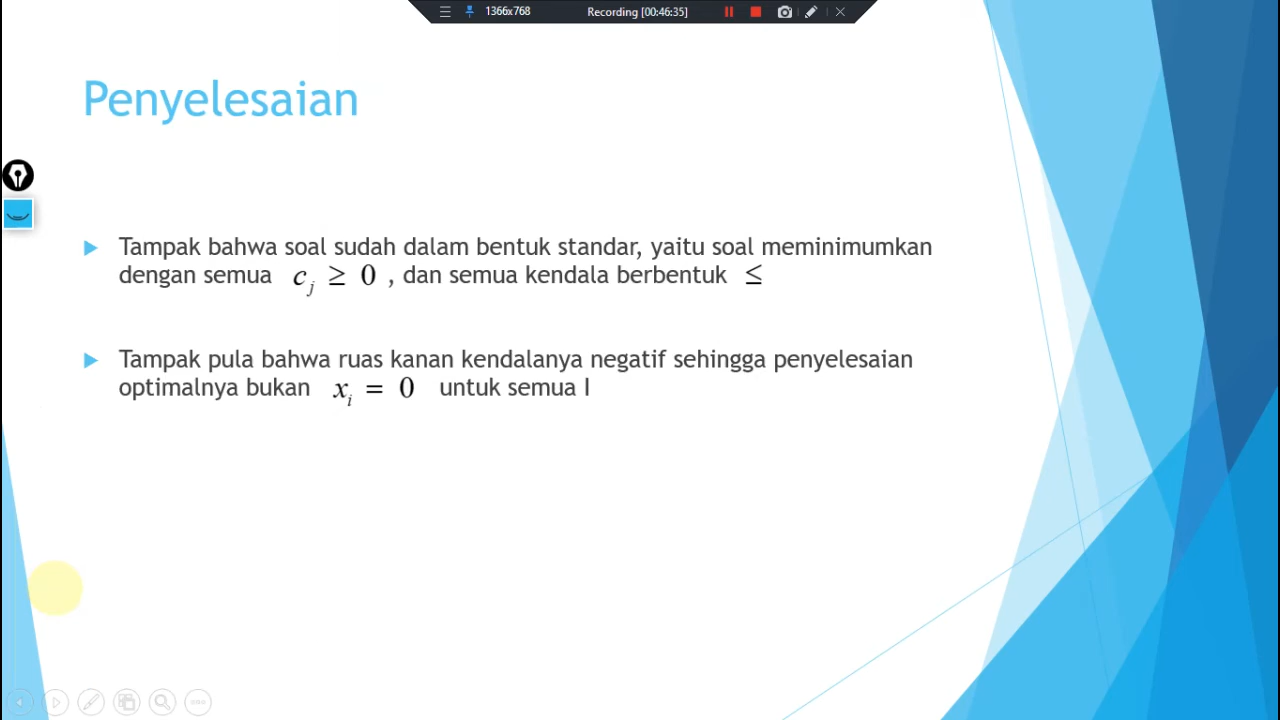 1366x768 Recording [00:46:35]
Penyelesaian
Tampak bahwa soal sudah dalam bentuk standar, yaitu soal meminimumkan
dengan semua c_j ≥ 0 , dan semua kendala berbentuk ≤
Tampak pula bahwa ruas kanan kendalanya negatif sehingga penyelesaian
optimalnya bukan x_i = 0 untuk semua I